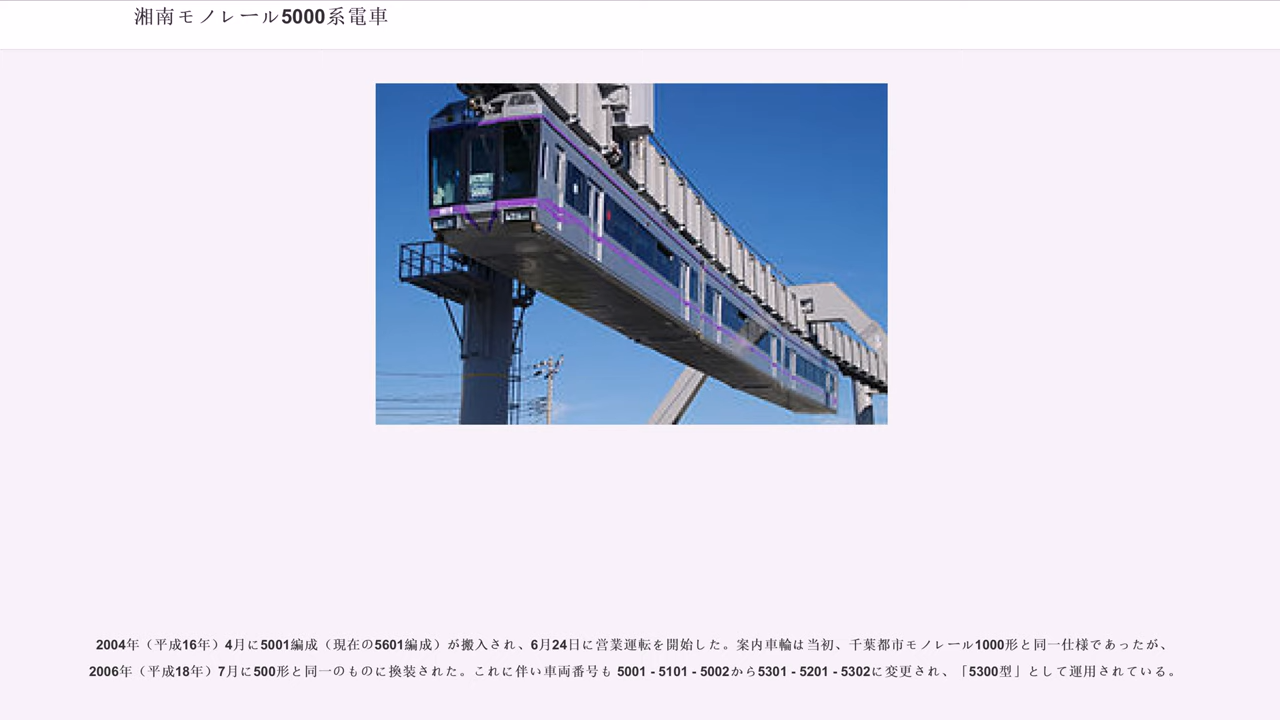 湘南モノレール5000系電車
2004年（平成16年）4月に5001編成（現在の5601編成）が搬入され、6月24日に営業運転を開始した。案内車輪は当初、千葉都市モノレール1000形と同一仕様であったが、
2006年（平成18年）7月に500形と同一のものに換装された。これに伴い車両番号も 5001 - 5101 - 5002から5301 - 5201 - 5302に変更され、「5300型」として運用されている。